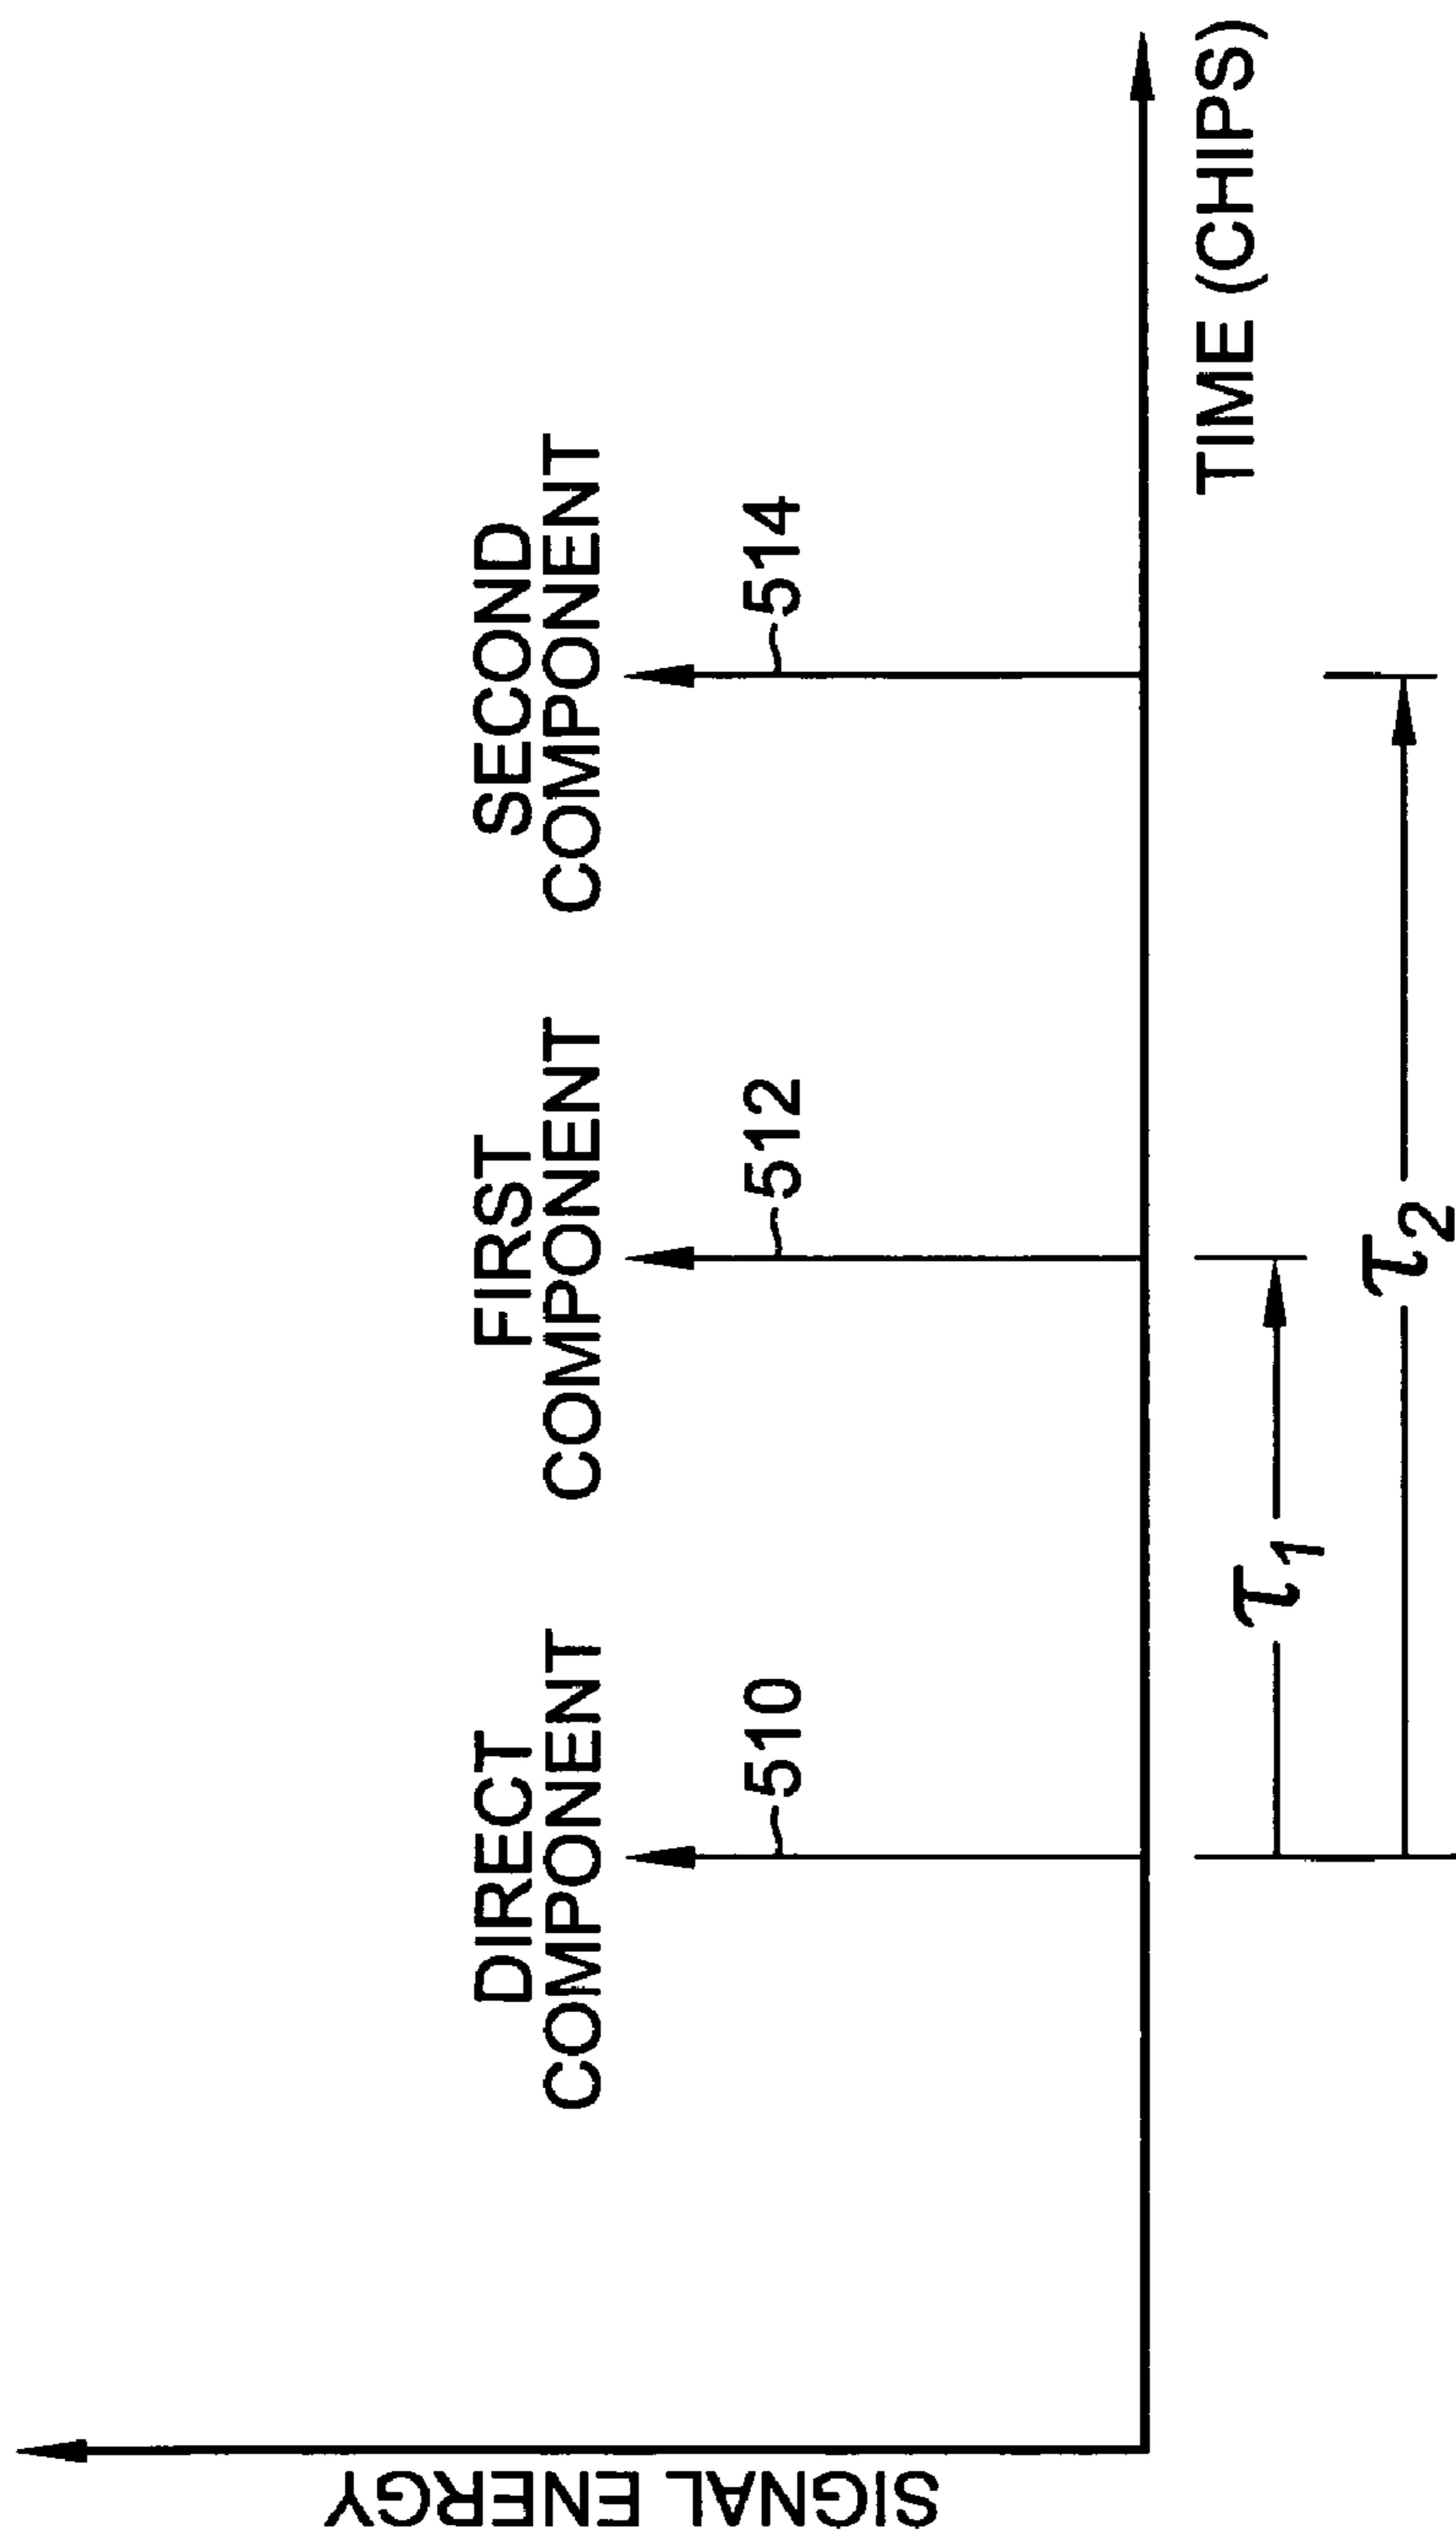 SIGNAL ENERGY
DIRECT
COMPONENT
FIRST
COMPONENT
SECOND
COMPONENT
510
512
514
TIME (CHIPS)
τ1
τ2